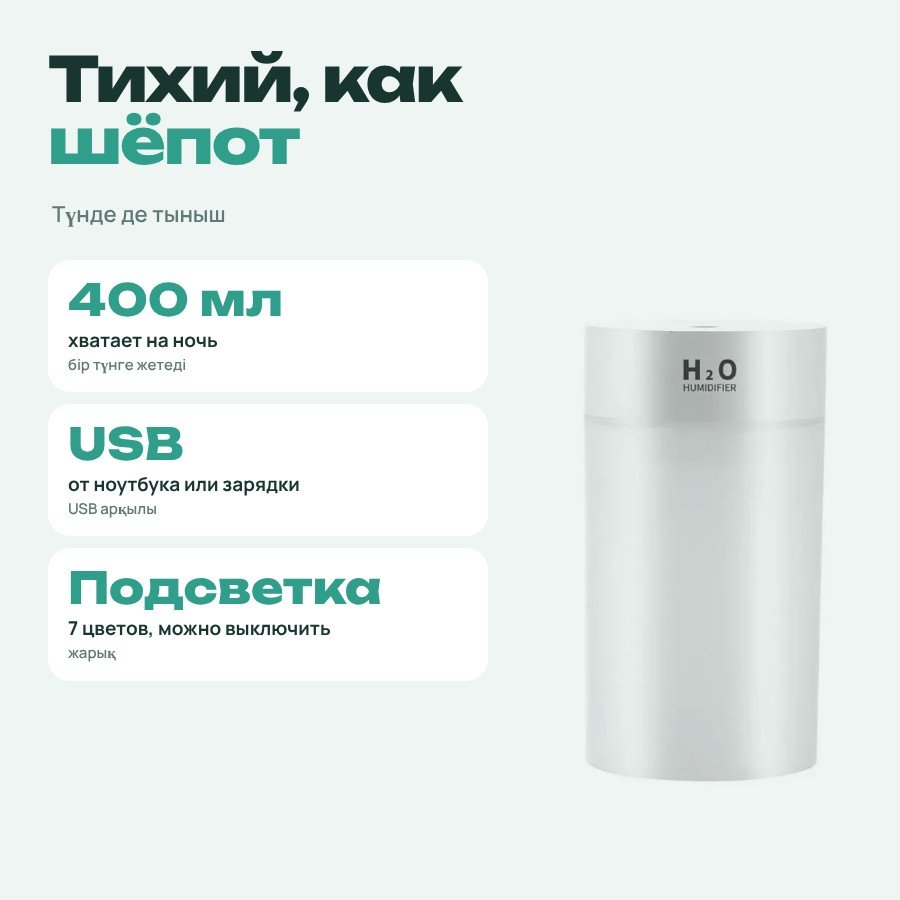 Тихий, как
шёпот
Түнде де тыныш
400 мл
хватает на ночь
бір түнге жетеді
USB
от ноутбука или зарядки
USB арқылы
Подсветка
7 цветов, можно выключить
жарық
H₂O
HUMIDIFIER